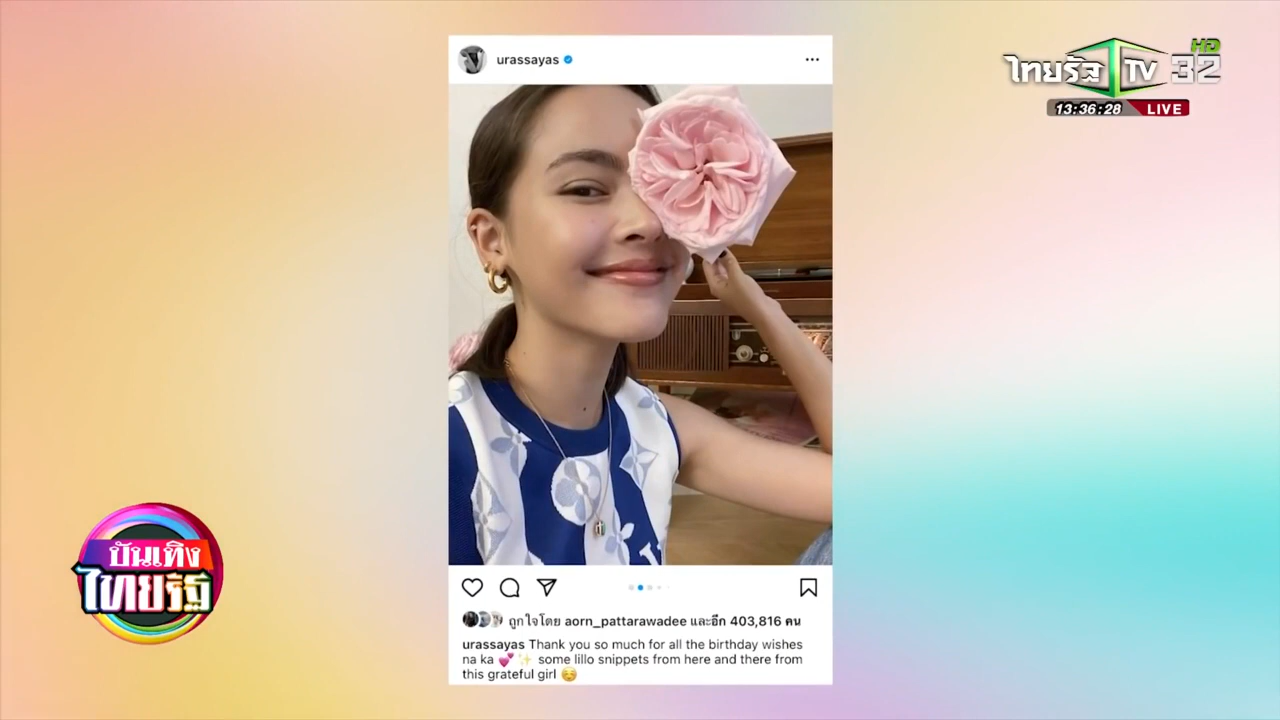 urassayas
ไทยรัฐ TV HD 32
13:36:28 LIVE
บันเทิง
ไทยรัฐ
ถูกใจโดย aorn_pattarawadee และอีก 403,816 คน
urassayas Thank you so much for all the birthday wishes
na ka 💕✨ some lillo snippets from here and there from
this grateful girl ☺️